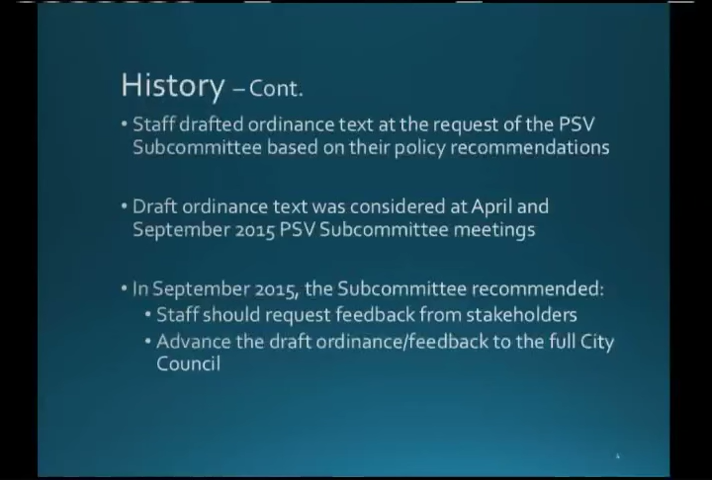 History – Cont.
• Staff drafted ordinance text at the request of the PSV
Subcommittee based on their policy recommendations
• Draft ordinance text was considered at April and
September 2015 PSV Subcommittee meetings
• In September 2015, the Subcommittee recommended:
• Staff should request feedback from stakeholders
• Advance the draft ordinance/feedback to the full City
Council